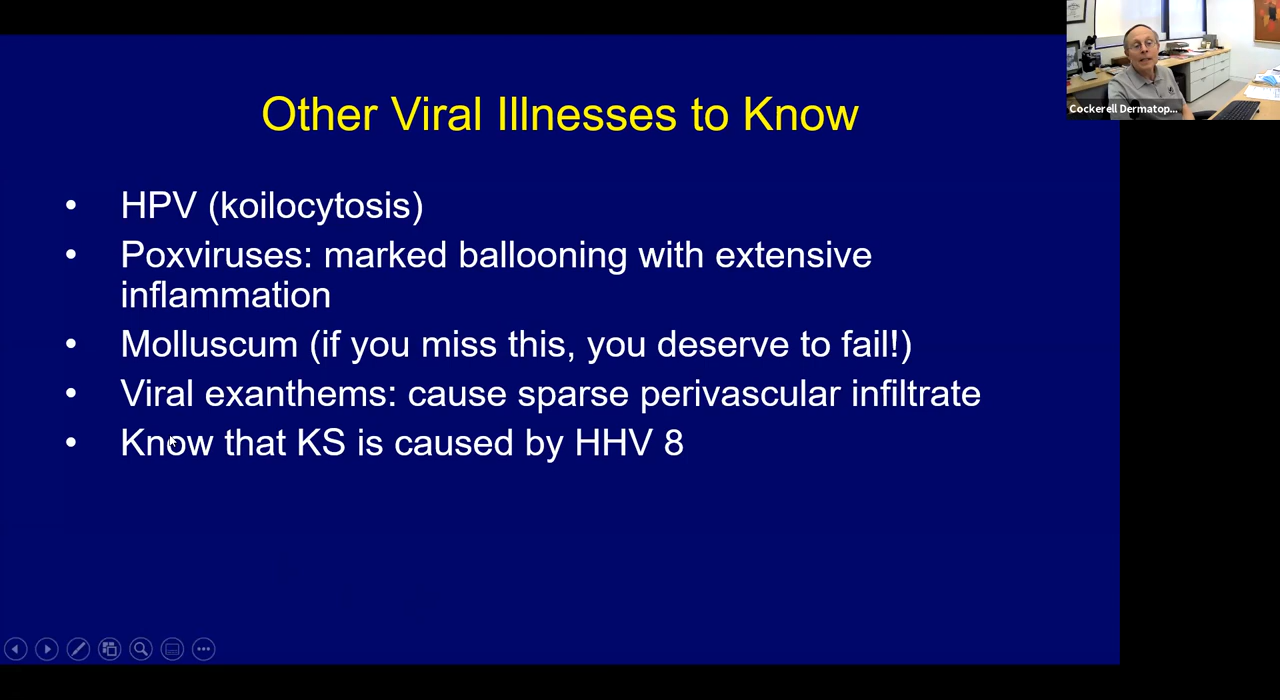 Other Viral Illnesses to Know
• HPV (koilocytosis)
• Poxviruses: marked ballooning with extensive
inflammation
• Molluscum (if you miss this, you deserve to fail!)
• Viral exanthems: cause sparse perivascular infiltrate
• Know that KS is caused by HHV 8
Cockerell Dermatop...